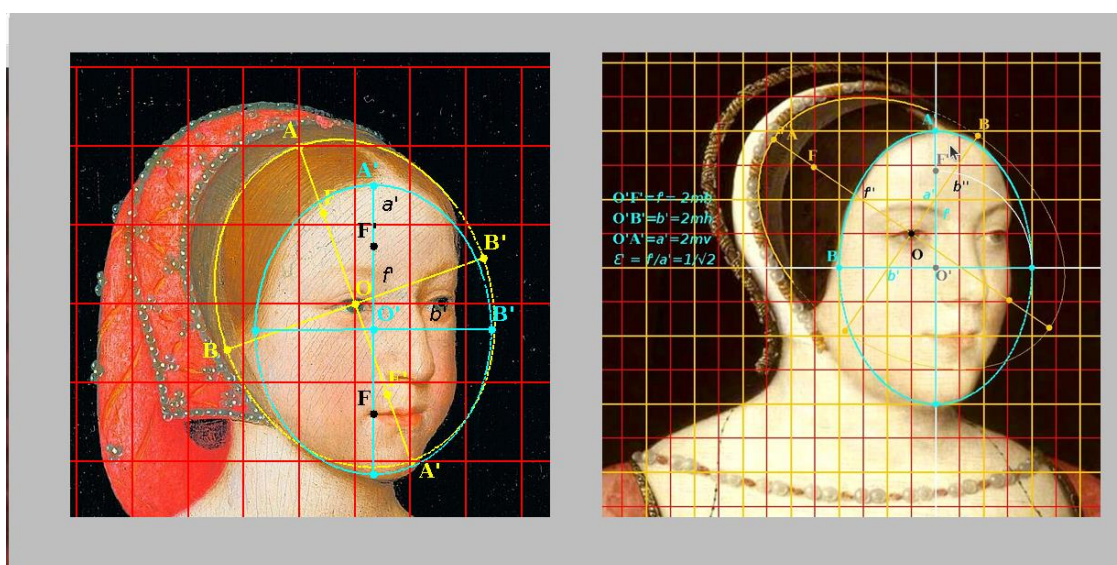 A
A'
a'
F
F'
f'
B'
O
O'
b'
B'
B
F'
F
A'
A
B
a'
A
F
F'
b"
f'
O'F'=f'=2mh
O'B'=b'=2mh
O'A'=a'=2mv
Ɛ' = f'/a'=1/√2
a'
f'
O
B
b'
O'